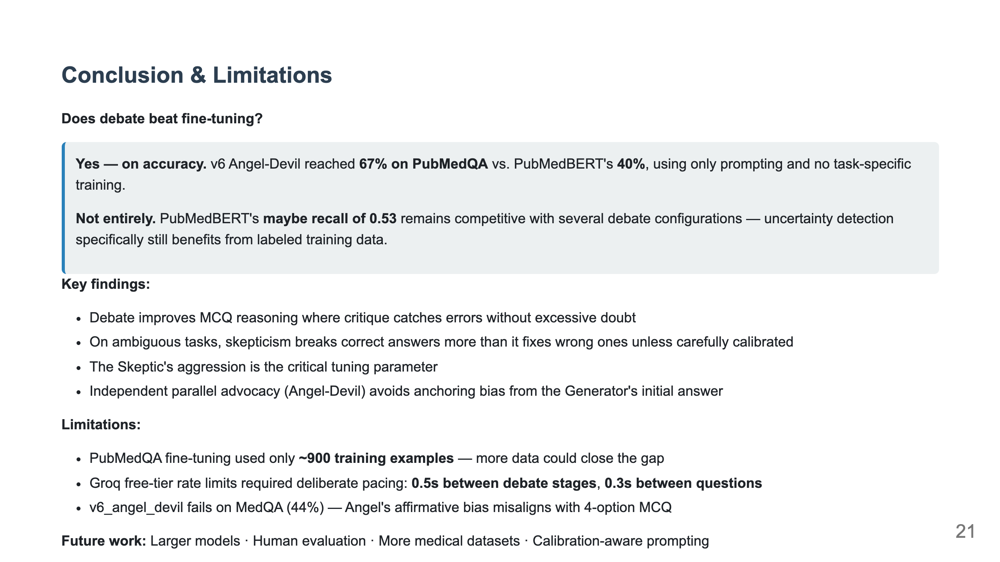 Conclusion & Limitations
Does debate beat fine-tuning?
Yes — on accuracy. v6 Angel-Devil reached 67% on PubMedQA vs. PubMedBERT's 40%, using only prompting and no task-specific
training.
Not entirely. PubMedBERT's maybe recall of 0.53 remains competitive with several debate configurations — uncertainty detection
specifically still benefits from labeled training data.
Key findings:
• Debate improves MCQ reasoning where critique catches errors without excessive doubt
• On ambiguous tasks, skepticism breaks correct answers more than it fixes wrong ones unless carefully calibrated
• The Skeptic's aggression is the critical tuning parameter
• Independent parallel advocacy (Angel-Devil) avoids anchoring bias from the Generator's initial answer
Limitations:
• PubMedQA fine-tuning used only ~900 training examples — more data could close the gap
• Groq free-tier rate limits required deliberate pacing: 0.5s between debate stages, 0.3s between questions
• v6_angel_devil fails on MedQA (44%) — Angel's affirmative bias misaligns with 4-option MCQ
Future work: Larger models · Human evaluation · More medical datasets · Calibration-aware prompting
21